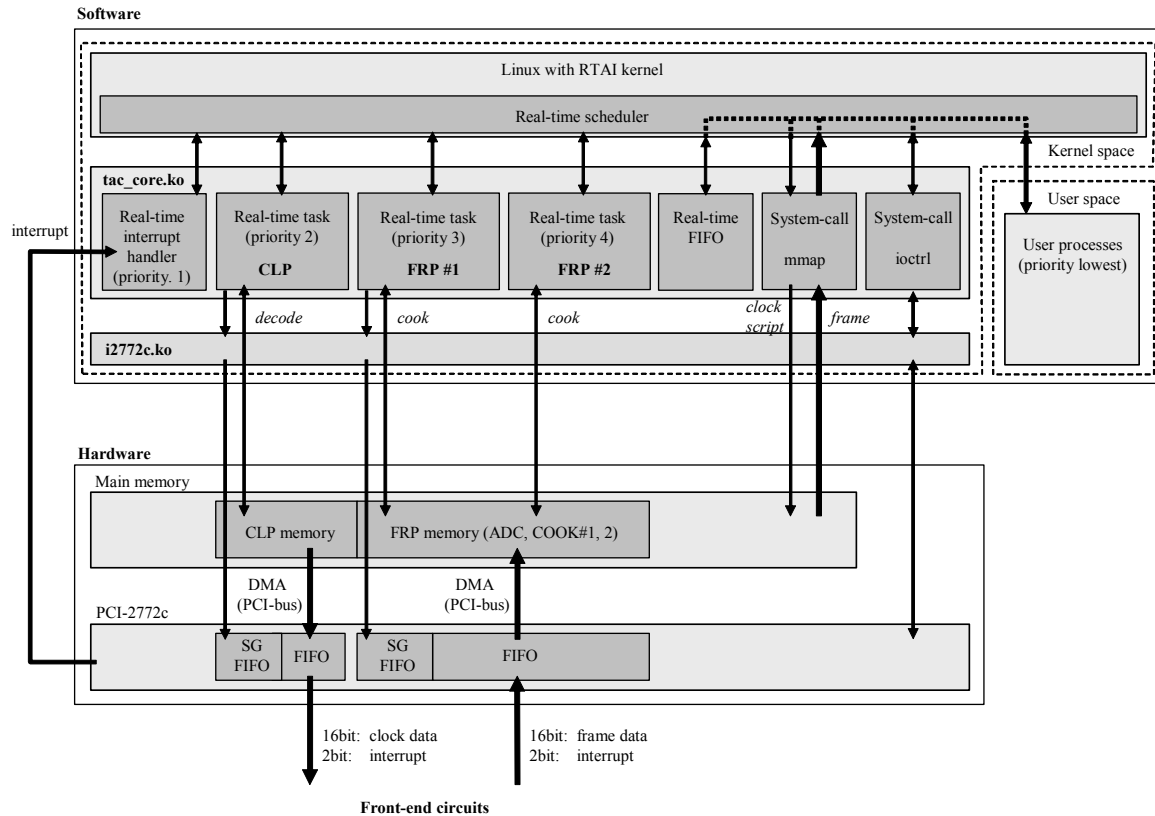 Software
Linux with RTAI kernel
Real-time scheduler
Kernel space
tac_core.ko
Real-time
interrupt
handler
(priority. 1)
Real-time task
(priority 2)
CLP
Real-time task
(priority 3)
FRP #1
Real-time task
(priority 4)
FRP #2
Real-time
FIFO
System-call
mmap
System-call
ioctrl
User space
User processes
(priority lowest)
interrupt
decode
cook
cook
clock
script
frame
i2772c.ko
Hardware
Main memory
CLP memory
FRP memory (ADC, COOK#1, 2)
DMA
(PCI-bus)
DMA
(PCI-bus)
PCI-2772c
SG
FIFO
FIFO
SG
FIFO
FIFO
16bit: clock data
2bit: interrupt
16bit: frame data
2bit: interrupt
Front-end circuits